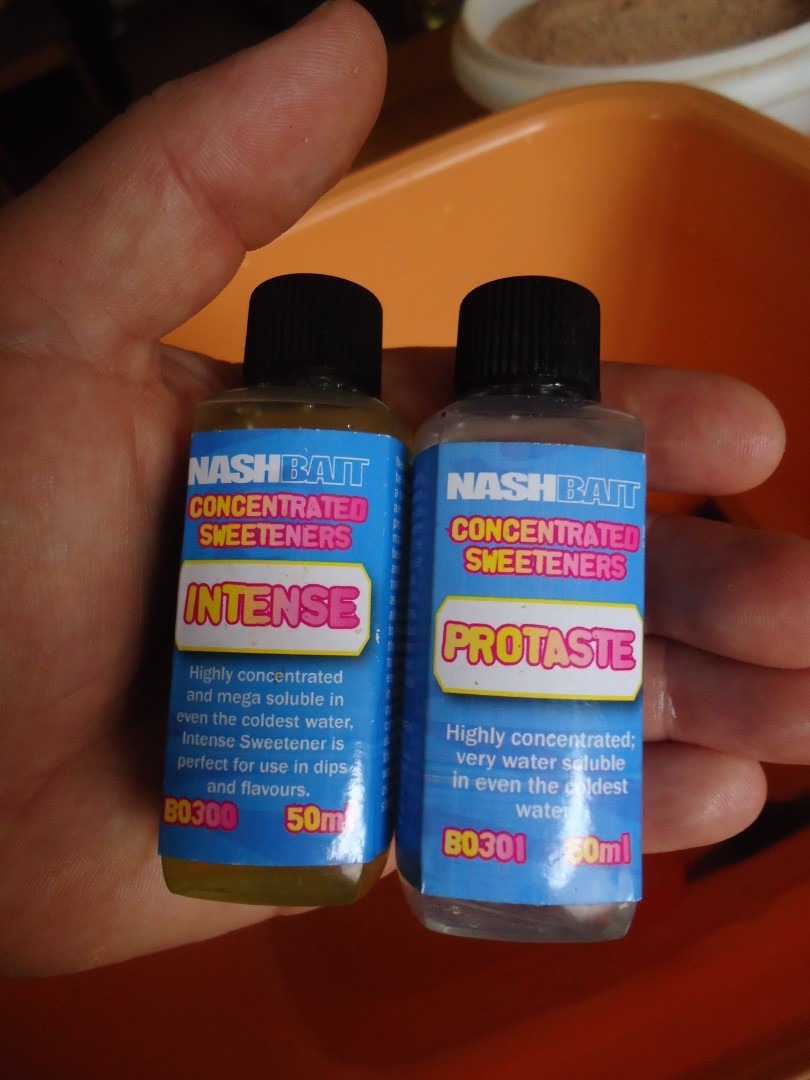 NASHBAIT
CONCENTRATED
SWEETENERS
INTENSE
Highly concentrated
and mega soluble in
even the coldest water,
Intense Sweetener is
perfect for use in dips
and flavours.
B0300 50ml
NASHBAIT
CONCENTRATED
SWEETENERS
PROTASTE
Highly concentrated;
very water soluble
in even the coldest
water
B0301 50ml